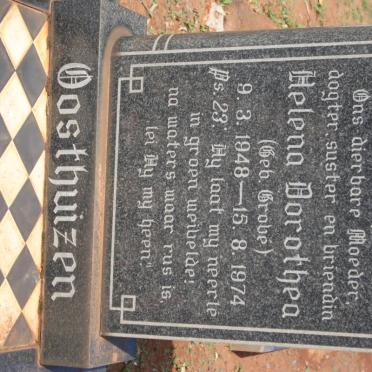 Ons dierbare Moeder,
dogter, suster en vriendin
Helena Dorothea
(Geb. Grobe)
9. 3. 1948 — 15. 8. 1974
Ps. 23: Hy laat my neerlê
in groen weivelde;
na waters waar rus is,
lei Hy my heen."
Oosthuizen